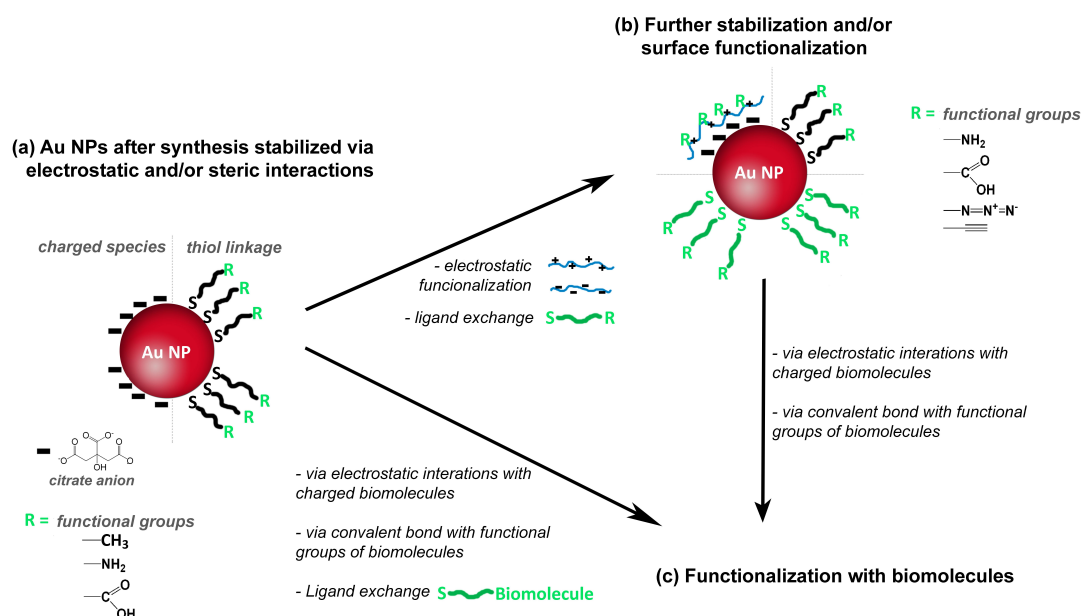 (b) Further stabilization and/or
surface functionalization
(a) Au NPs after synthesis stabilized via
electrostatic and/or steric interactions
charged species
thiol linkage
R
R
R
S
S
S
Au NP
S
S
S
R
R
R
citrate anion
O
O-
O
O
-O
O-
OH
R = functional groups
CH3
NH2
C
O
OH
R
R
R
R
+
+
+
+
R
R
R
S
S
S
Au NP
S
S
S
R
R
R
S
S
S
R
R
R
R = functional groups
NH2
C
O
OH
N=N+=N-
- electrostatic
funcionalization
+ + + +
- - - -
- ligand exchange S R
- via electrostatic interations with
charged biomolecules
- via convalent bond with functional
groups of biomolecules
- via electrostatic interations with
charged biomolecules
- via convalent bond with functional
groups of biomolecules
- Ligand exchange S Biomolecule
(c) Functionalization with biomolecules